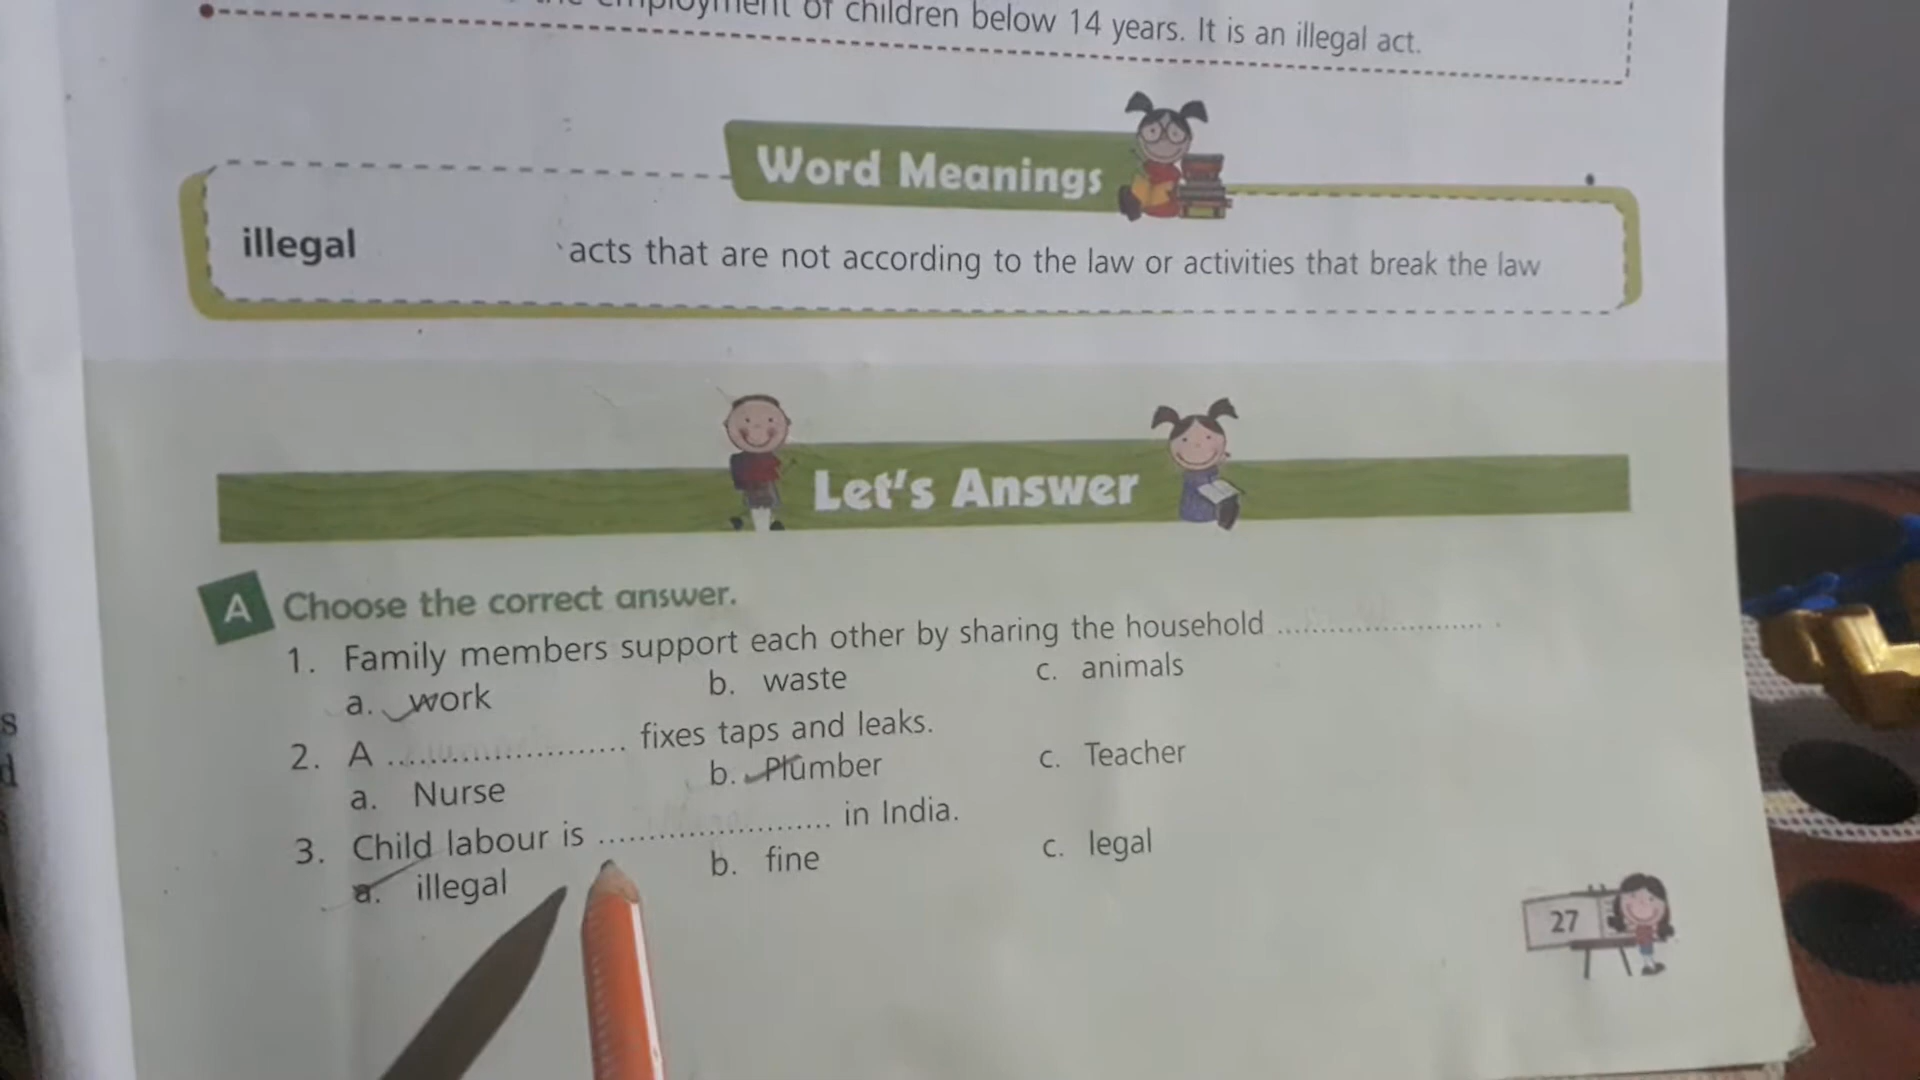 employment of children below 14 years. It is an illegal act.
Word Meanings
illegal acts that are not according to the law or activities that break the law
Let's Answer
A Choose the correct answer.
1. Family members support each other by sharing the household ........................ .
a. work b. waste c. animals
2. A ............................ fixes taps and leaks.
a. Nurse b. Plumber c. Teacher
3. Child labour is ........................... in India.
a. illegal b. fine c. legal
27